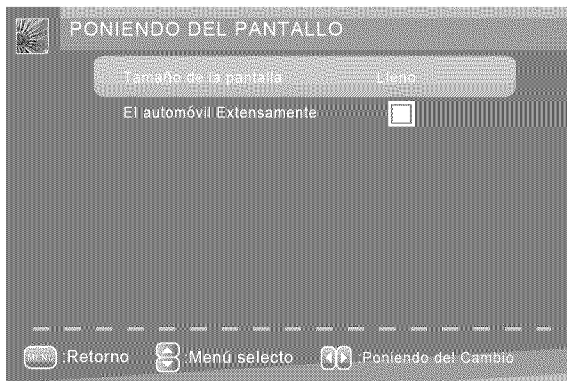 PONIENDO DEL PANTALLO
Tamaño de la pantalla Lleno
El automóvil Extensamente
MENU :Retorno :Menú selecto :Poniendo del Cambio